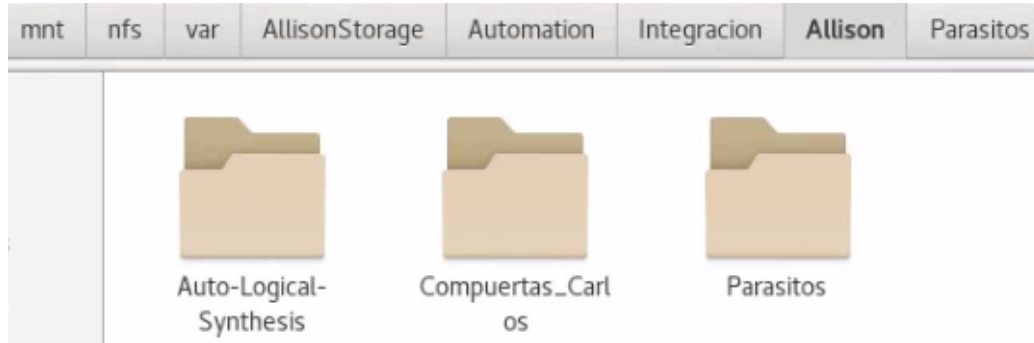 mnt nfs var AllisonStorage Automation Integracion Allison Parasitos
Auto-Logical-
Synthesis
Compuertas_Carl
os
Parasitos